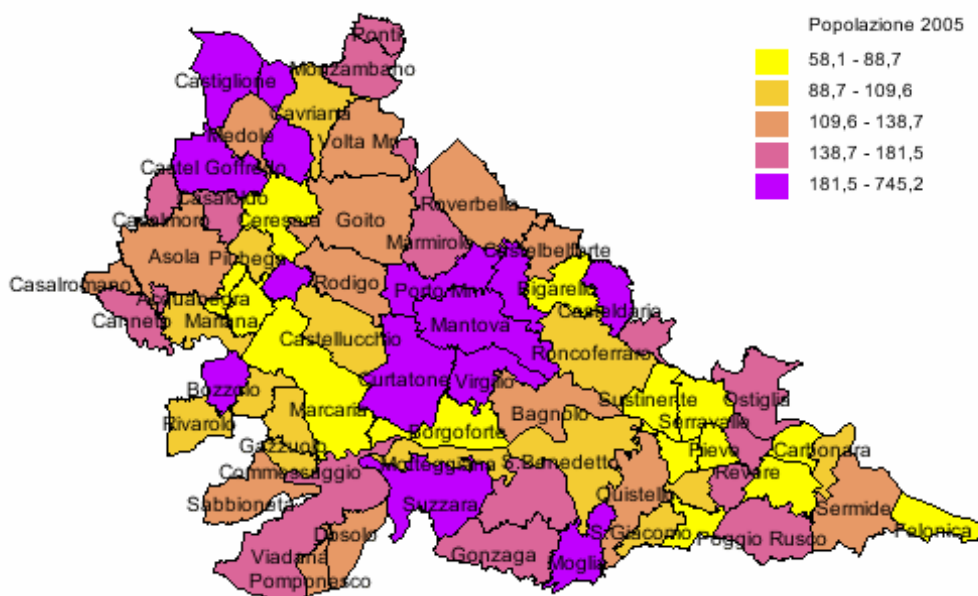 Popolazione 2005
58,1 - 88,7
88,7 - 109,6
109,6 - 138,7
138,7 - 181,5
181,5 - 745,2
Ponti
Monzambano
Castiglione
Cavriana
Medole
Volta Mn
Castel Goffredo
Casaloldo
Casalmoro
Ceresara
Goito
Roverbella
Marmirolo
Castelbelforte
Asola
Piubega
Casalromano
Rodigo
Porto Mn
Bigarello
Acquanegra
Casteldario
Canneto
Mariana
Mantova
Castellucchio
Roncoferraro
Curtatone
Virgilio
Bozzolo
Sustinente
Ostiglia
Rivarolo
Marcaria
Bagnolo
Serravalle
Borgoforte
Gazzuolo
Pieve
Carbonara
Commessaggio
Motteggiana
S.Benedetto
Revere
Sabbioneta
Suzzara
Quistello
Sermide
Dosolo
S.Giacomo
Felonica
Poggio Rusco
Viadana
Gonzaga
Moglia
Pomponesco